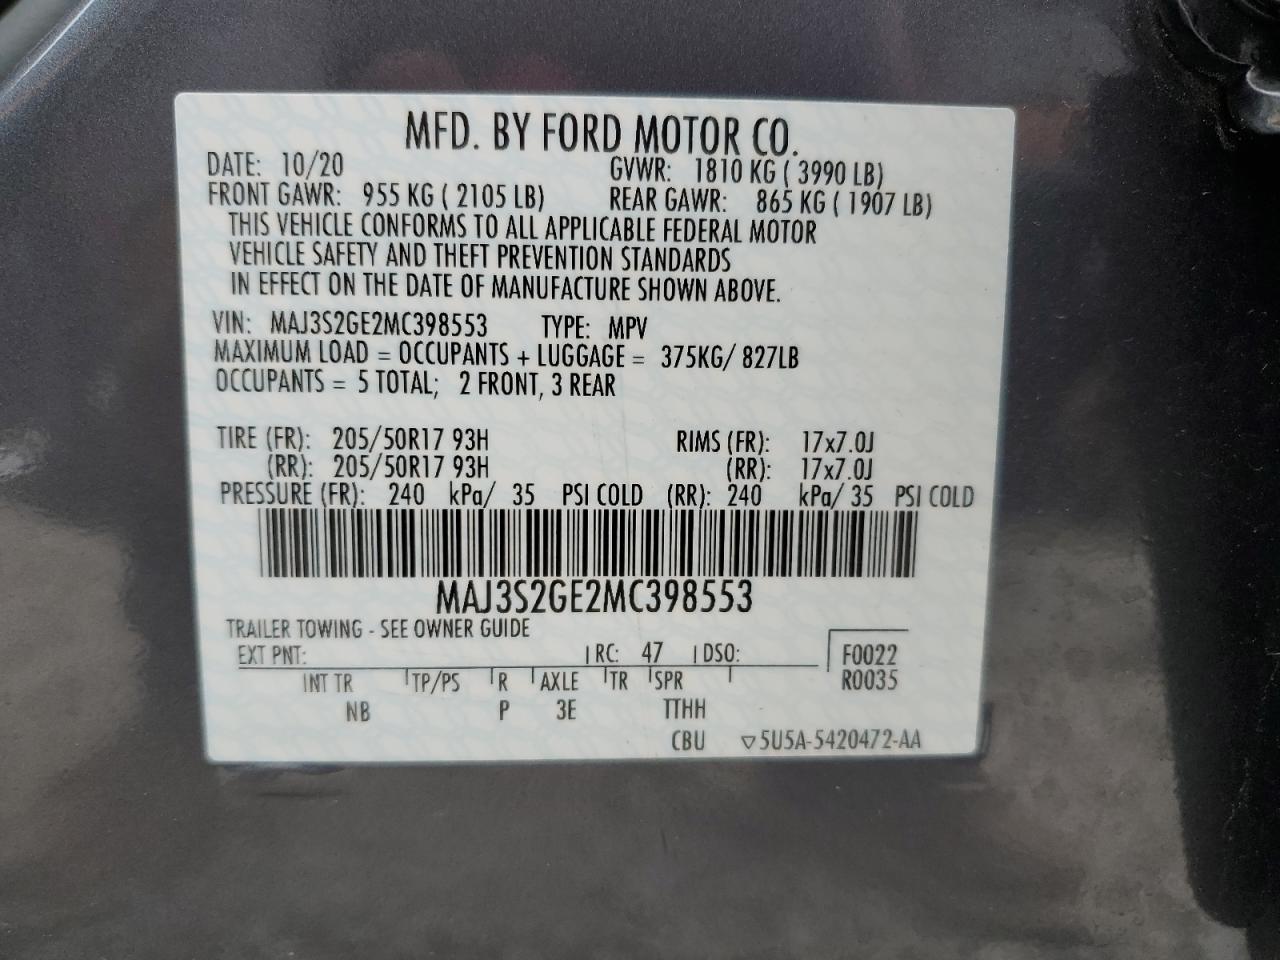 MFD. BY FORD MOTOR CO.
DATE: 10/20 GVWR: 1810 KG ( 3990 LB)
FRONT GAWR: 955 KG ( 2105 LB) REAR GAWR: 865 KG ( 1907 LB)
THIS VEHICLE CONFORMS TO ALL APPLICABLE FEDERAL MOTOR
VEHICLE SAFETY AND THEFT PREVENTION STANDARDS
IN EFFECT ON THE DATE OF MANUFACTURE SHOWN ABOVE.
VIN: MAJ3S2GE2MC398553 TYPE: MPV
MAXIMUM LOAD = OCCUPANTS + LUGGAGE = 375KG/ 827LB
OCCUPANTS = 5 TOTAL; 2 FRONT, 3 REAR
TIRE (FR): 205/50R17 93H RIMS (FR): 17x7.0J
(RR): 205/50R17 93H (RR): 17x7.0J
PRESSURE (FR): 240 kPa/ 35 PSI COLD (RR): 240 kPa/ 35 PSI COLD
MAJ3S2GE2MC398553
TRAILER TOWING - SEE OWNER GUIDE
EXT PNT: RC: 47 DSO: F0022
INT TR TP/PS R AXLE TR SPR R0035
NB P 3E TTHH
CBU ▽5U5A-5420472-AA